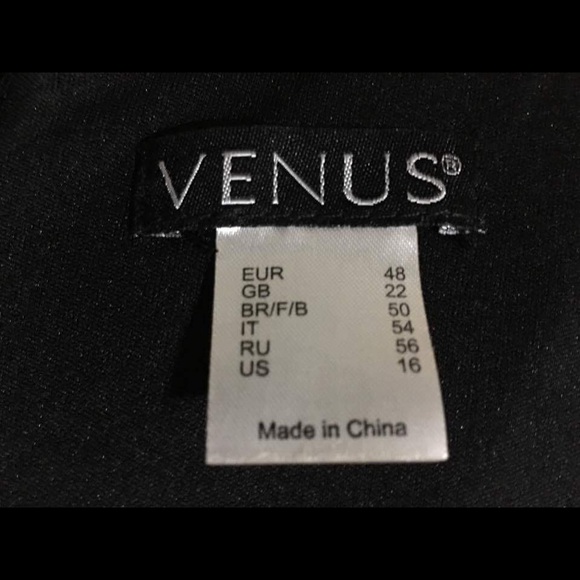 VENUS®
EUR 48
GB 22
BR/F/B 50
IT 54
RU 56
US 16
Made in China